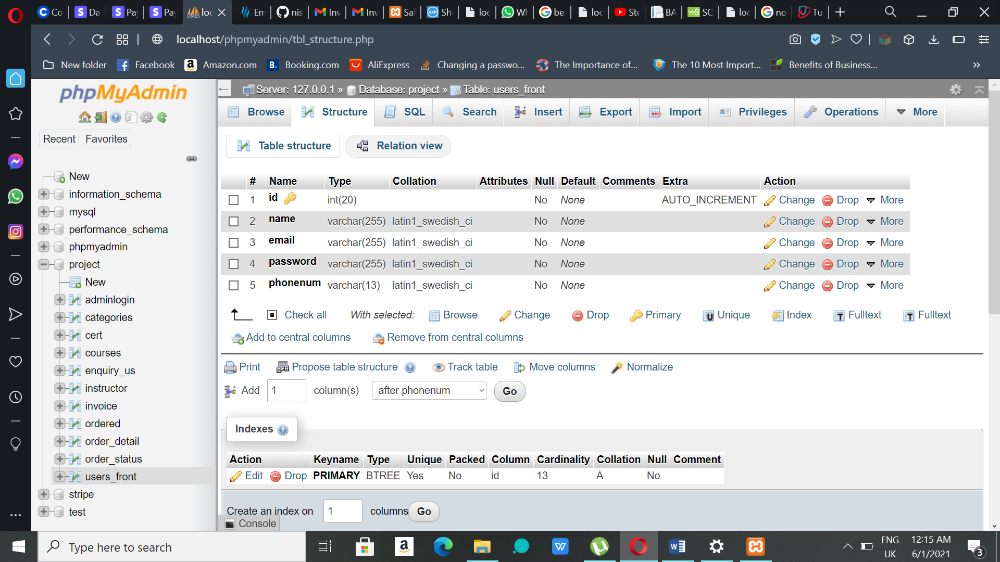 Co
Da
Pay
Pay
loc
Em
nis
Inv
Inv
Sal
Sho
loc
Wh
be
loc
Ste
BA
SQ
loc
no
Tu
localhost/phpmyadmin/tbl_structure.php
New folder
Facebook
Amazon.com
Booking.com
AliExpress
Changing a passwo...
The Importance of...
The 10 Most Import...
Benefits of Business...
»
phpMyAdmin
Recent
Favorites
New
information_schema
mysql
performance_schema
phpmyadmin
project
New
adminlogin
categories
cert
courses
enquiry_us
instructor
invoice
ordered
order_detail
order_status
users_front
stripe
test
Server: 127.0.0.1 » Database: project » Table: users_front
Browse Structure SQL Search Insert Export Import Privileges Operations More
Table structure Relation view
# Name Type Collation Attributes Null Default Comments Extra Action
1 id int(20) No None AUTO_INCREMENT Change Drop More
2 name varchar(255) latin1_swedish_ci No None Change Drop More
3 email varchar(255) latin1_swedish_ci No None Change Drop More
4 password varchar(255) latin1_swedish_ci No None Change Drop More
5 phonenum varchar(13) latin1_swedish_ci No None Change Drop More
Check all With selected: Browse Change Drop Primary Unique Index Fulltext Fulltext
Add to central columns Remove from central columns
Print Propose table structure Track table Move columns Normalize
Add 1 column(s) after phonenum Go
Indexes
Action Keyname Type Unique Packed Column Cardinality Collation Null Comment
Edit Drop PRIMARY BTREE Yes No id 13 A No
Create an index on 1 columns Go
Console
Type here to search
ENG
UK
12:15 AM
6/1/2021
3